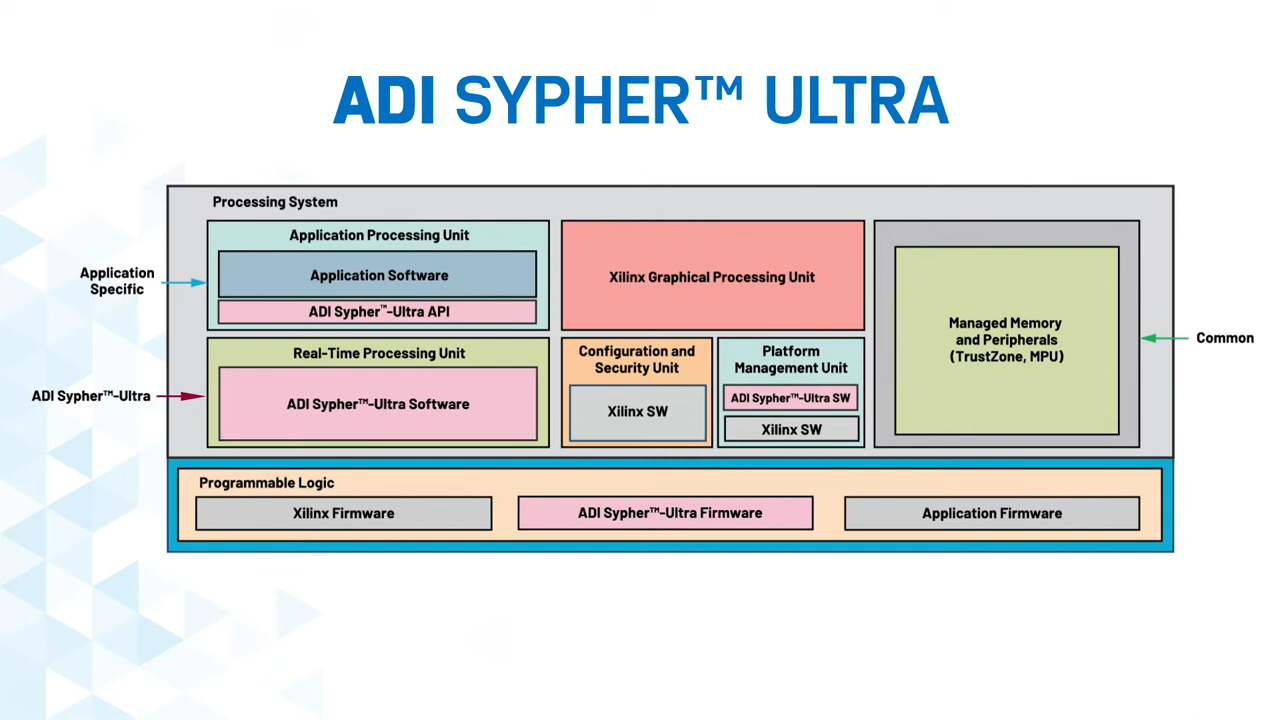 ADI SYPHER™ ULTRA
Processing System
Application Processing Unit
Application Software
ADI Sypher™-Ultra API
Application
Specific
Real-Time Processing Unit
ADI Sypher™-Ultra Software
ADI Sypher™-Ultra
Xilinx Graphical Processing Unit
Configuration and
Security Unit
Xilinx SW
Platform
Management Unit
ADI Sypher™-Ultra SW
Xilinx SW
Managed Memory
and Peripherals
(TrustZone, MPU)
Common
Programmable Logic
Xilinx Firmware
ADI Sypher™-Ultra Firmware
Application Firmware